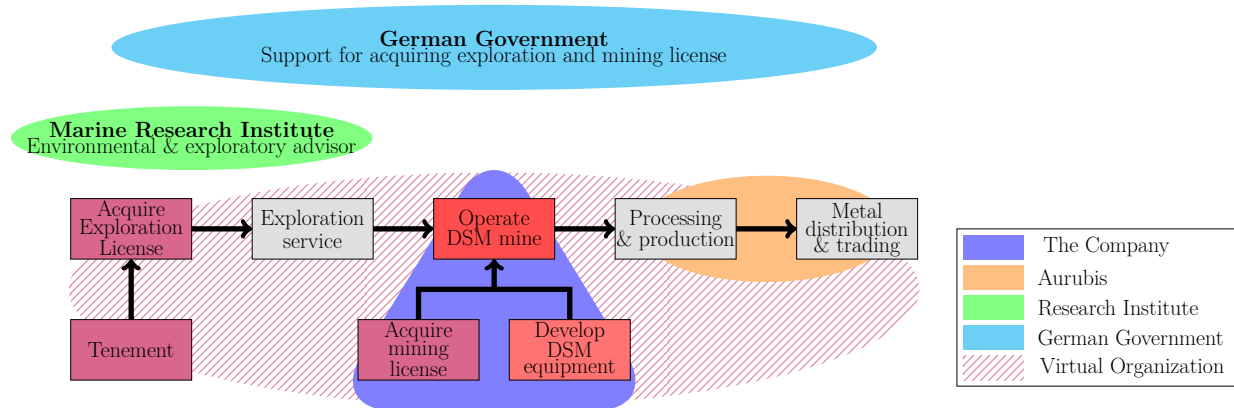 German Government
Support for acquiring exploration and mining license
Marine Research Institute
Environmental & exploratory advisor
Acquire
Exploration
License
Exploration
service
Operate
DSM mine
Processing
& production
Metal
distribution
& trading
Tenement
Acquire
mining
license
Develop
DSM
equipment
The Company
Aurubis
Research Institute
German Government
Virtual Organization